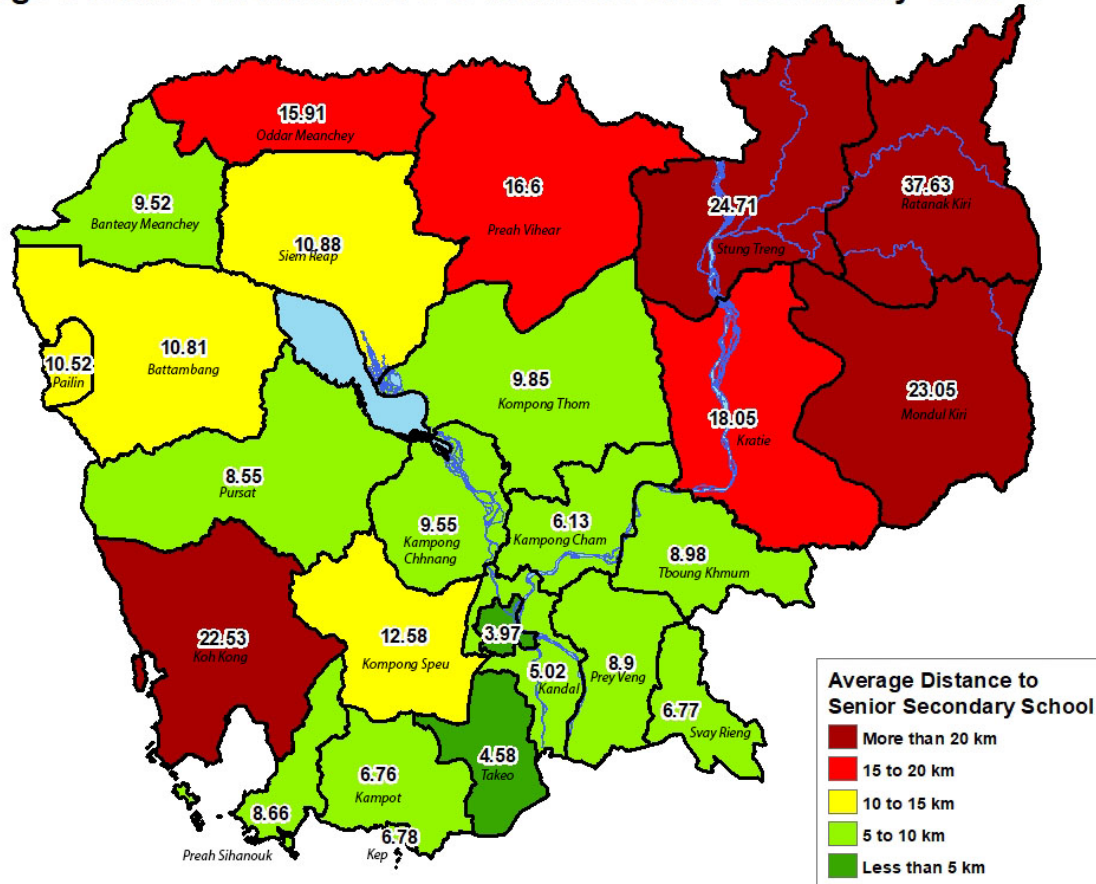 15.91
Oddar Meanchey
9.52
Banteay Meanchey
16.6
Preah Vihear
24.71
Stung Treng
37.63
Ratanak Kiri
10.88
Siem Reap
10.52
Pailin
10.81
Battambang
9.85
Kompong Thom
18.05
Kratie
23.05
Mondul Kiri
8.55
Pursat
9.55
Kampong
Chhnang
6.13
Kampong Cham
8.98
Tboung Khmum
22.53
Koh Kong
12.58
Kompong Speu
3.97
5.02
Kandal
8.9
Prey Veng
6.77
Svay Rieng
4.58
Takeo
6.76
Kampot
8.66
Preah Sihanouk
6.78
Kep
Average Distance to
Senior Secondary School
More than 20 km
15 to 20 km
10 to 15 km
5 to 10 km
Less than 5 km